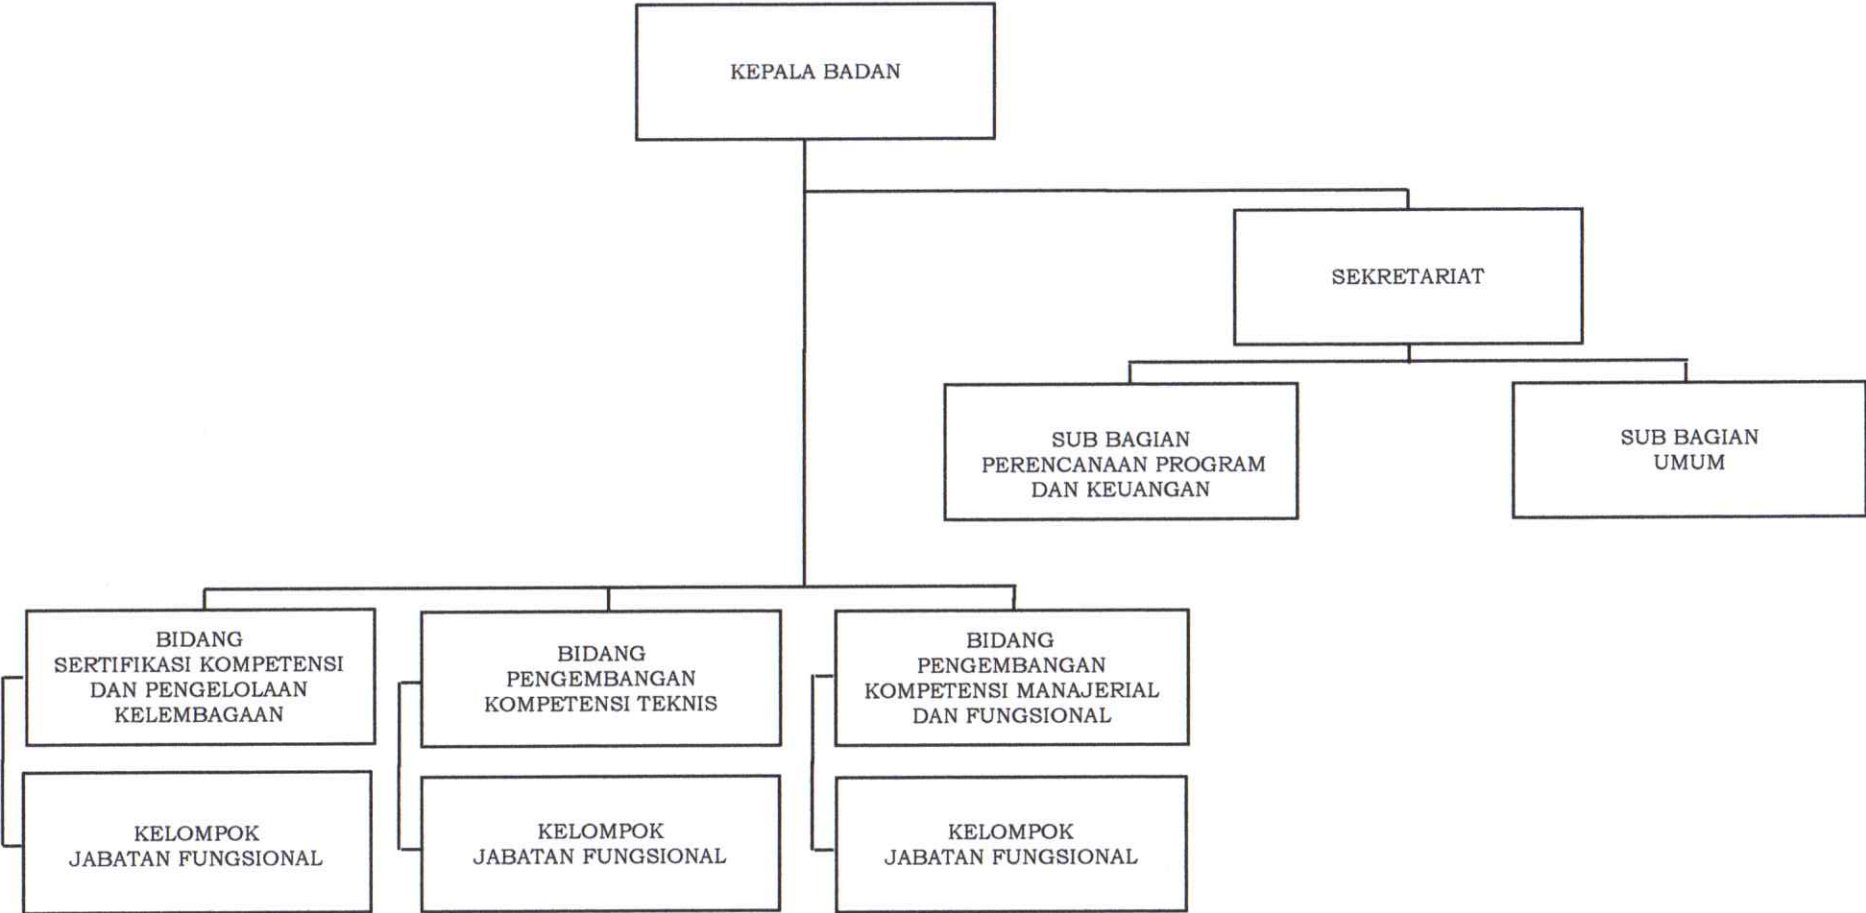 KEPALA BADAN
SEKRETARIAT
SUB BAGIAN
PERENCANAAN PROGRAM
DAN KEUANGAN
SUB BAGIAN
UMUM
BIDANG
SERTIFIKASI KOMPETENSI
DAN PENGELOLAAN
KELEMBAGAAN
BIDANG
PENGEMBANGAN
KOMPETENSI TEKNIS
BIDANG
PENGEMBANGAN
KOMPETENSI MANAJERIAL
DAN FUNGSIONAL
KELOMPOK
JABATAN FUNGSIONAL
KELOMPOK
JABATAN FUNGSIONAL
KELOMPOK
JABATAN FUNGSIONAL